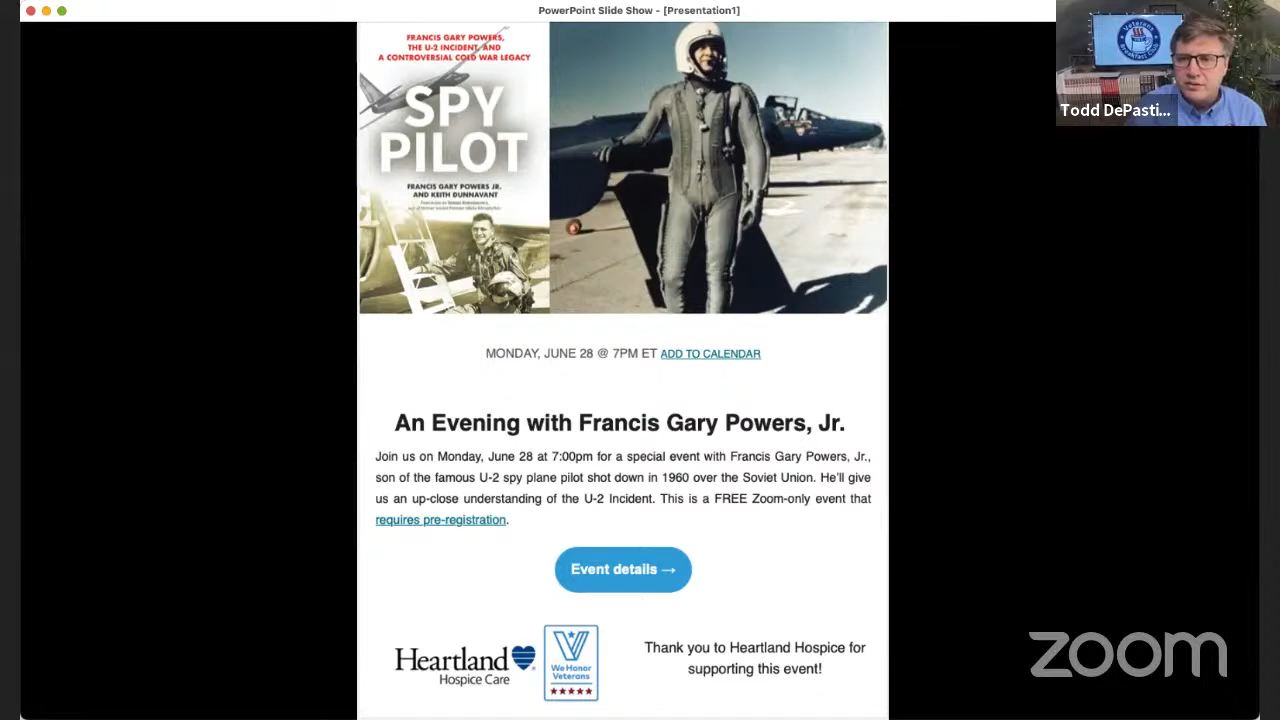 PowerPoint Slide Show - [Presentation1]
FRANCIS GARY POWERS,
THE U-2 INCIDENT, AND
A CONTROVERSIAL COLD WAR LEGACY
SPY
PILOT
FRANCIS GARY POWERS JR.
AND KEITH DUNNAVANT
Todd DePasti...
MONDAY, JUNE 28 @ 7PM ET ADD TO CALENDAR
An Evening with Francis Gary Powers, Jr.
Join us on Monday, June 28 at 7:00pm for a special event with Francis Gary Powers, Jr.,
son of the famous U-2 spy plane pilot shot down in 1960 over the Soviet Union. He'll give
us an up-close understanding of the U-2 Incident. This is a FREE Zoom-only event that
requires pre-registration.
Event details →
Heartland
Hospice Care
We Honor
Veterans
Thank you to Heartland Hospice for
supporting this event!
zoom